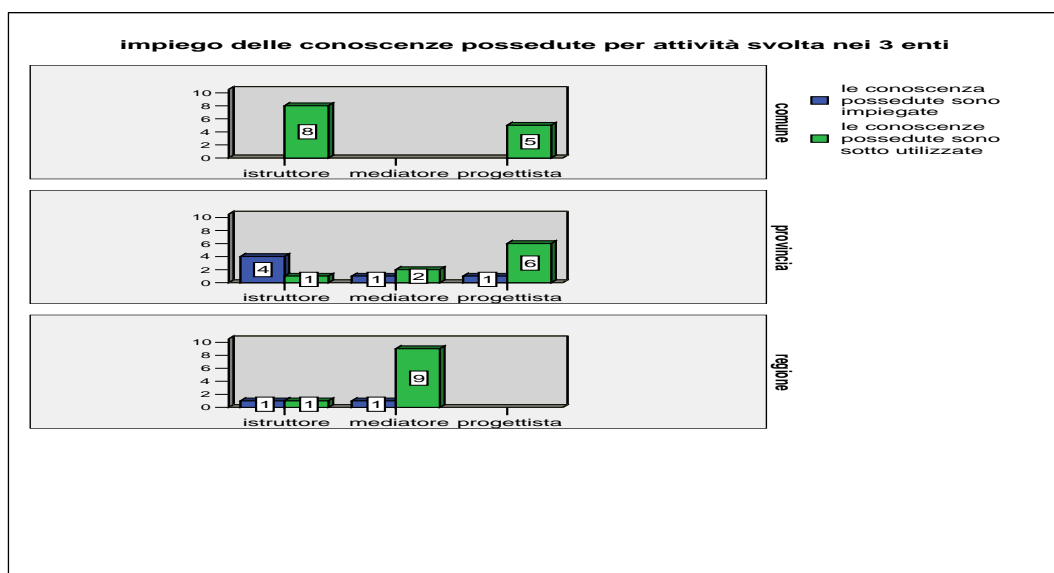 impiego delle conoscenze possedute per attività svolta nei 3 enti
le conoscenza
possedute sono
impiegate
le conoscenze
possedute sono
sotto utilizzate
comune
10
8
6
4
2
0
8
5
istruttore mediatore progettista
provincia
10
8
6
4
2
0
4 1 1 2 1 6
istruttore mediatore progettista
regione
10
8
6
4
2
0
1 1 1 9
istruttore mediatore progettista